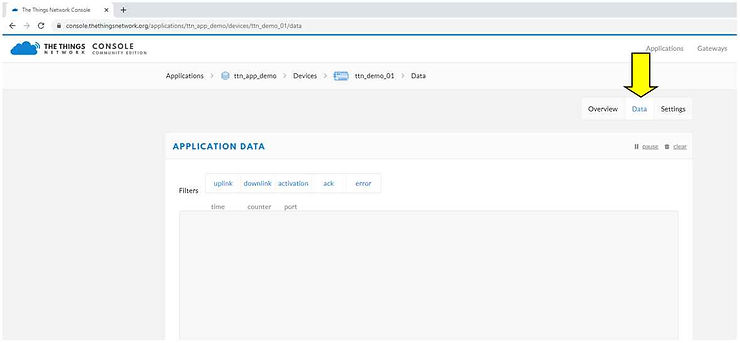 The Things Network Console
console.thethingsnetwork.org/applications/ttn_app_demo/devices/ttn_demo_01/data
THE THINGS NETWORK CONSOLE COMMUNITY EDITION
Applications Gateways
Applications > ttn_app_demo > Devices > ttn_demo_01 > Data
Overview Data Settings
APPLICATION DATA
pause clear
Filters uplink downlink activation ack error
time counter port